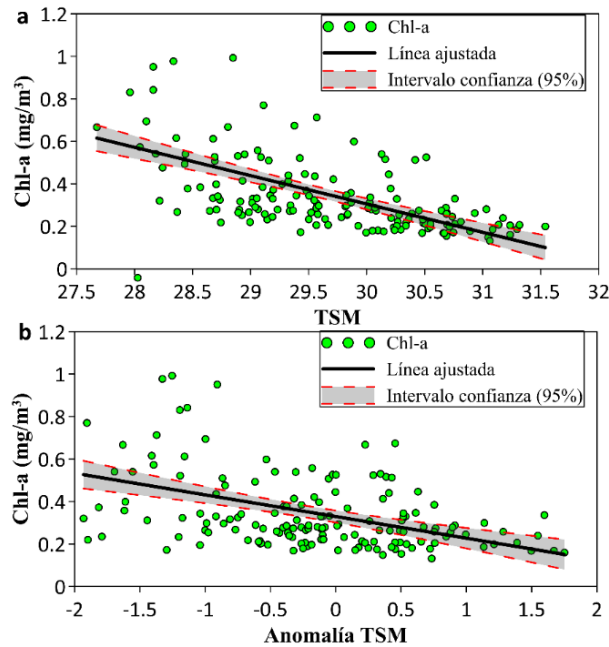 a
Chl-a
Línea ajustada
Intervalo confianza (95%)
Chl-a (mg/m³)
1.2
1
0.8
0.6
0.4
0.2
0
27.5 28 28.5 29 29.5 30 30.5 31 31.5 32
TSM
b
Chl-a
Línea ajustada
Intervalo confianza (95%)
Chl-a (mg/m³)
1.2
1
0.8
0.6
0.4
0.2
0
-2 -1.5 -1 -0.5 0 0.5 1 1.5 2
Anomalía TSM